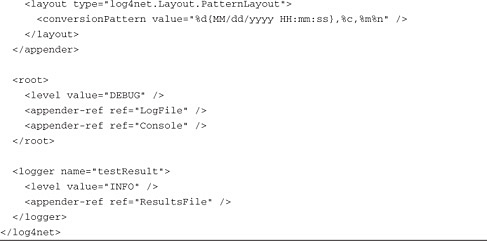 <layout type="log4net.Layout.PatternLayout">
<conversionPattern value="%d{MM/dd/yyyy HH:mm:ss},%c,%m%n" />
</layout>
</appender>
<root>
<level value="DEBUG" />
<appender-ref ref="LogFile" />
<appender-ref ref="Console" />
</root>
<logger name="testResult">
<level value="INFO" />
<appender-ref ref="ResultsFile" />
</logger>
</log4net>